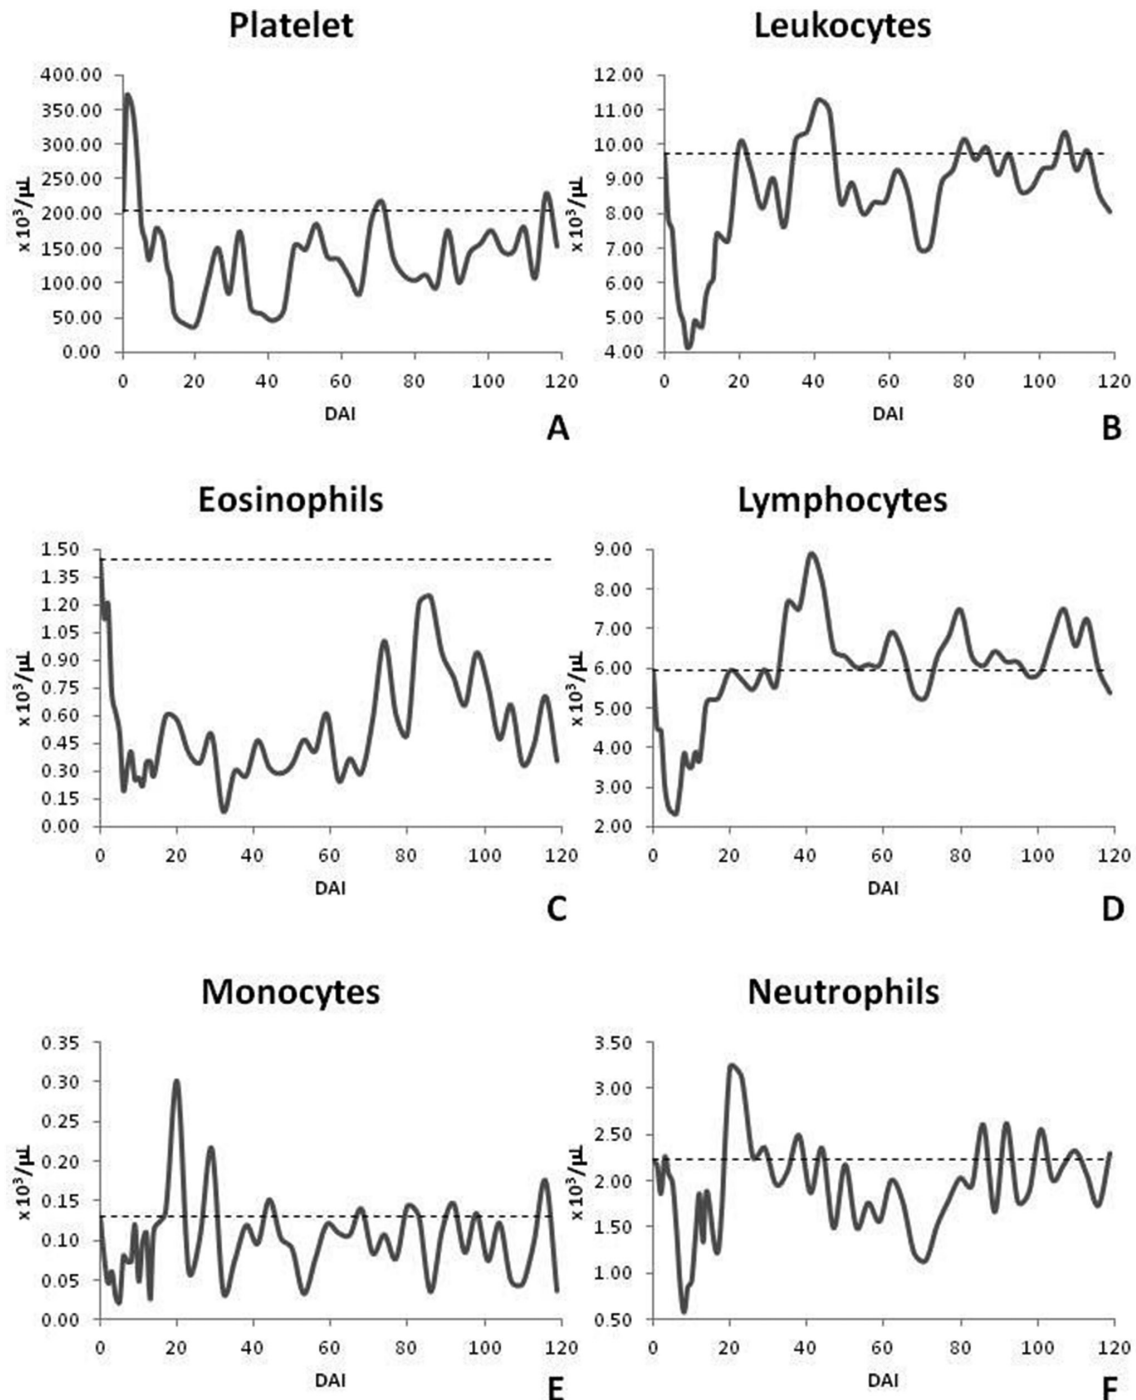 Platelet
400.00
350.00
300.00
250.00
200.00
150.00
100.00
50.00
0.00
x10³/µL
0 20 40 60 80 100 120
DAI
A
Leukocytes
12.00
11.00
10.00
9.00
8.00
7.00
6.00
5.00
4.00
x10³/µL
0 20 40 60 80 100 120
DAI
B
Eosinophils
1.50
1.35
1.20
1.05
0.90
0.75
0.60
0.45
0.30
0.15
0.00
x10³/µL
0 20 40 60 80 100 120
DAI
C
Lymphocytes
9.00
8.00
7.00
6.00
5.00
4.00
3.00
2.00
x10³/µL
0 20 40 60 80 100 120
DAI
D
Monocytes
0.35
0.30
0.25
0.20
0.15
0.10
0.05
0.00
x10³/µL
0 20 40 60 80 100 120
DAI
E
Neutrophils
3.50
3.00
2.50
2.00
1.50
1.00
0.50
x10³/µL
0 20 40 60 80 100 120
DAI
F